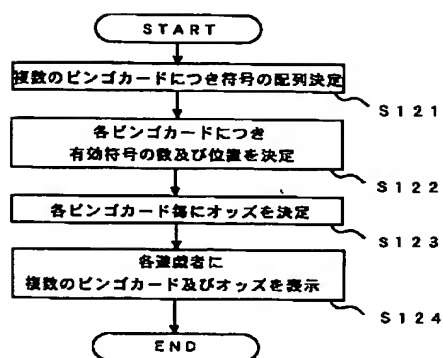 START
複数のビンゴカードにつき符号の配列決定
S121
各ビンゴカードにつき
有効符号の数及び位置を決定
S122
各ビンゴカード毎にオッズを決定
S123
各遊戯者に
複数のビンゴカード及びオッズを表示
S124
END